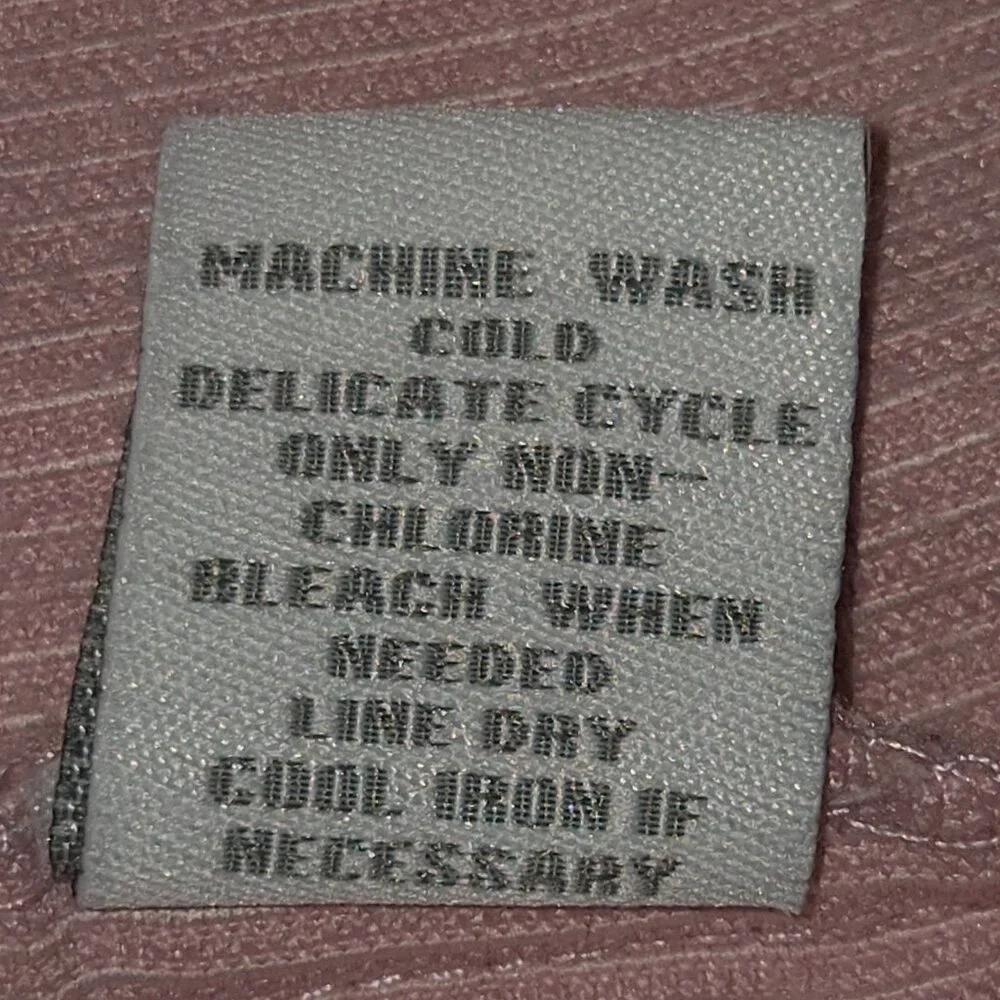 MACHINE WASH
COLD
DELICATE CYCLE
ONLY NON-
CHLORINE
BLEACH WHEN
NEEDED
LINE DRY
COOL IRON IF
NECESSARY